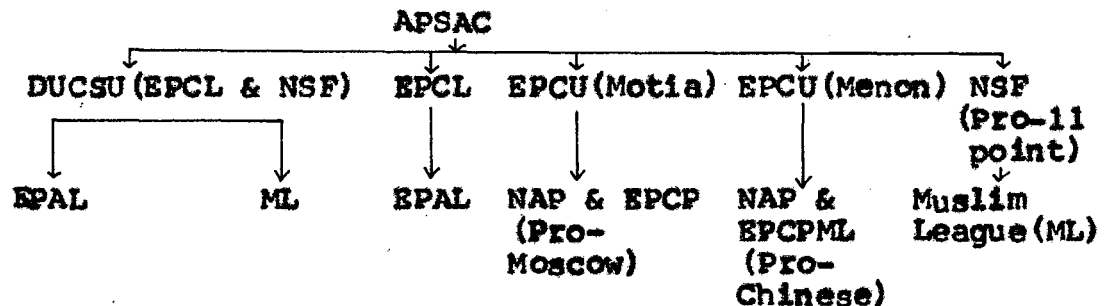 APSAC
DUCSU(EPCL & NSF) EPCL EPCU(Motia) EPCU(Menon) NSF
(Pro-11
point)
EPAL ML EPAL NAP & EPCP NAP & Muslim
(Pro- EPCPML League(ML)
Moscow) (Pro-
Chinese)